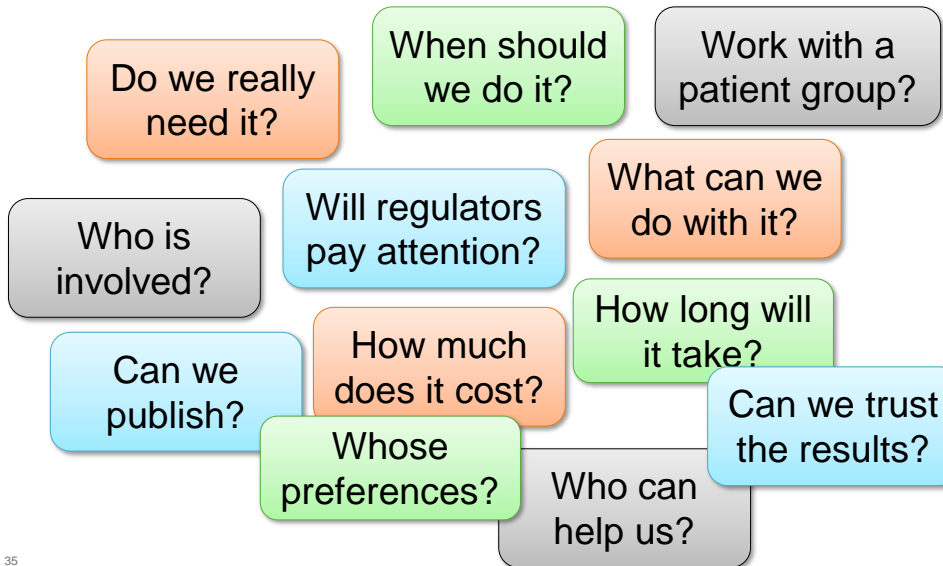 When should
we do it?
Work with a
patient group?
Do we really
need it?
What can we
do with it?
Will regulators
pay attention?
Who is
involved?
How long will
it take?
How much
does it cost?
Can we
publish?
Can we trust
the results?
Whose
preferences?
Who can
help us?
35